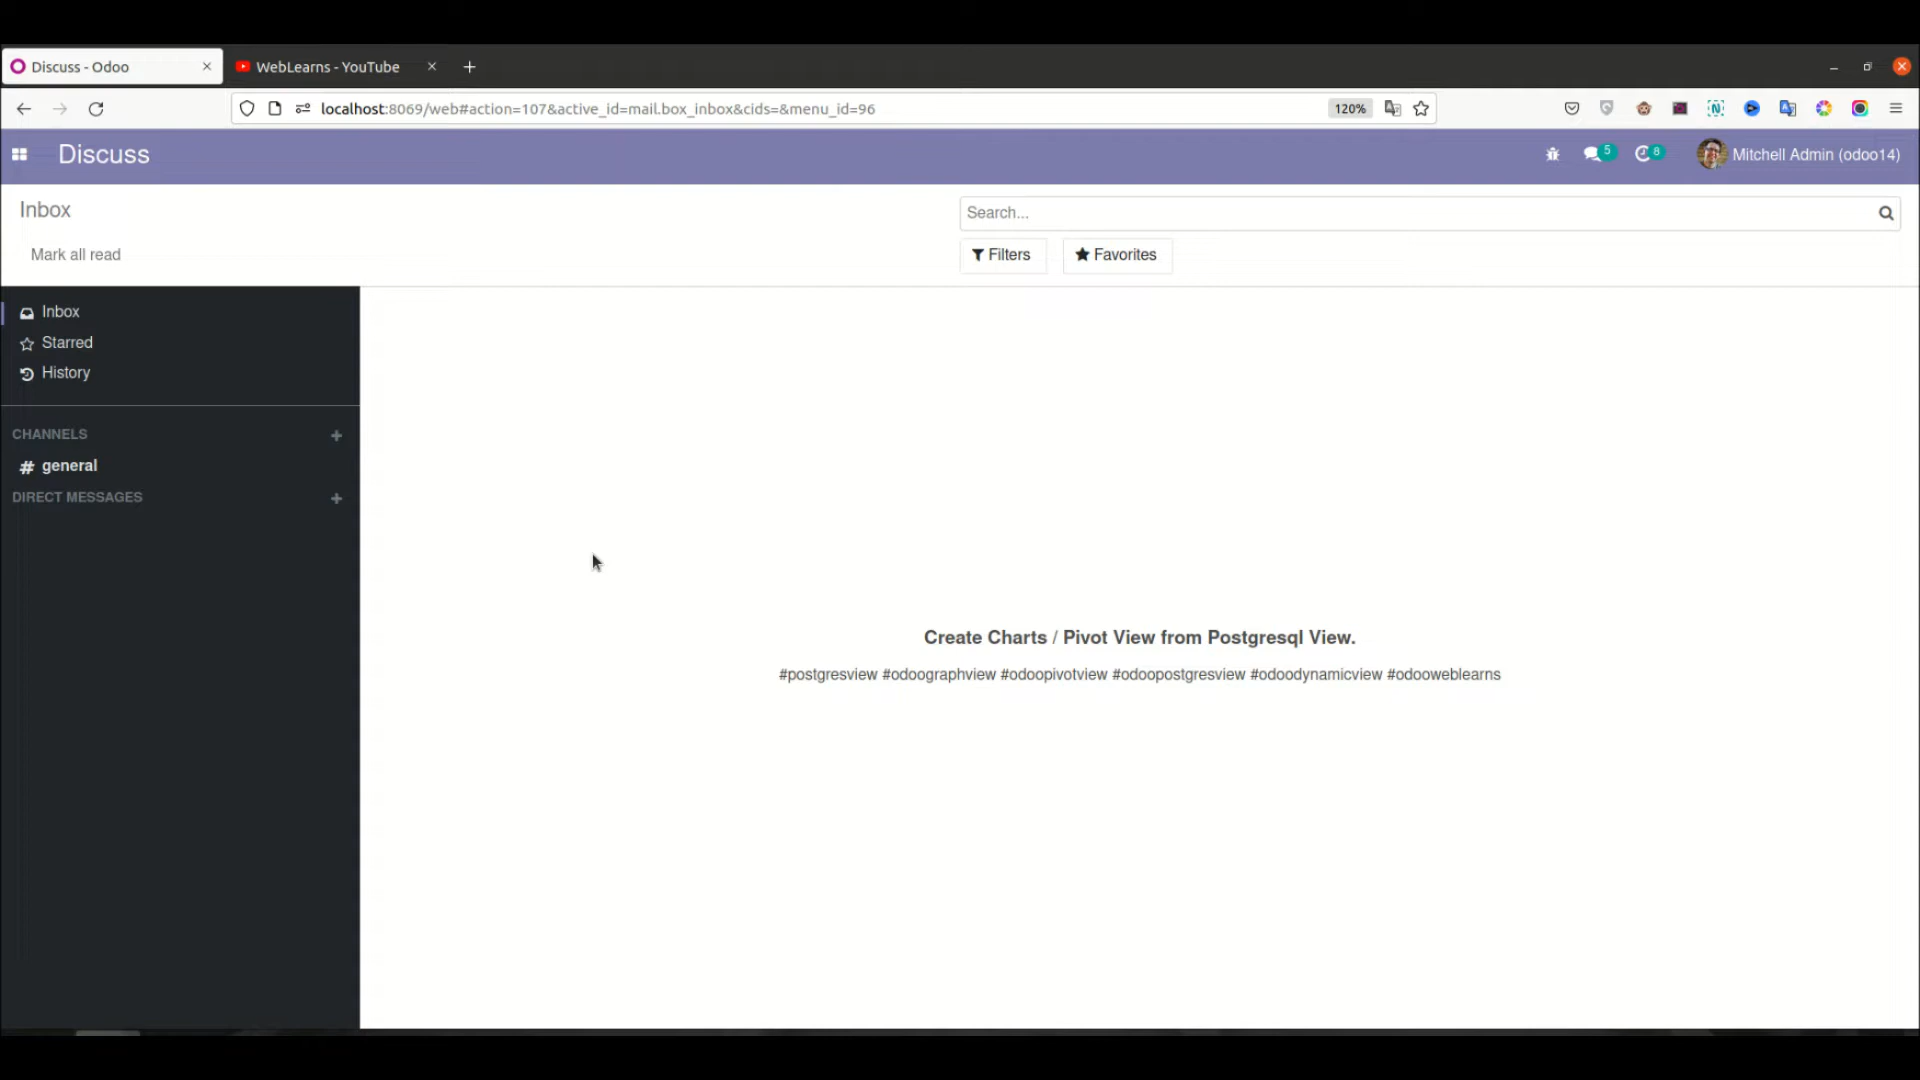 Discuss - Odoo
WebLearns - YouTube
localhost:8069/web#action=107&active_id=mail.box_inbox&cids=&menu_id=96
120%
Discuss
5
8
Mitchell Admin (odoo14)
Inbox
Search...
Mark all read
Filters
Favorites
Inbox
Starred
History
CHANNELS
# general
DIRECT MESSAGES
Create Charts / Pivot View from Postgresql View.
#postgresview #odoographview #odoopivotview #odoopostgresview #odoodynamicview #odooweblearns